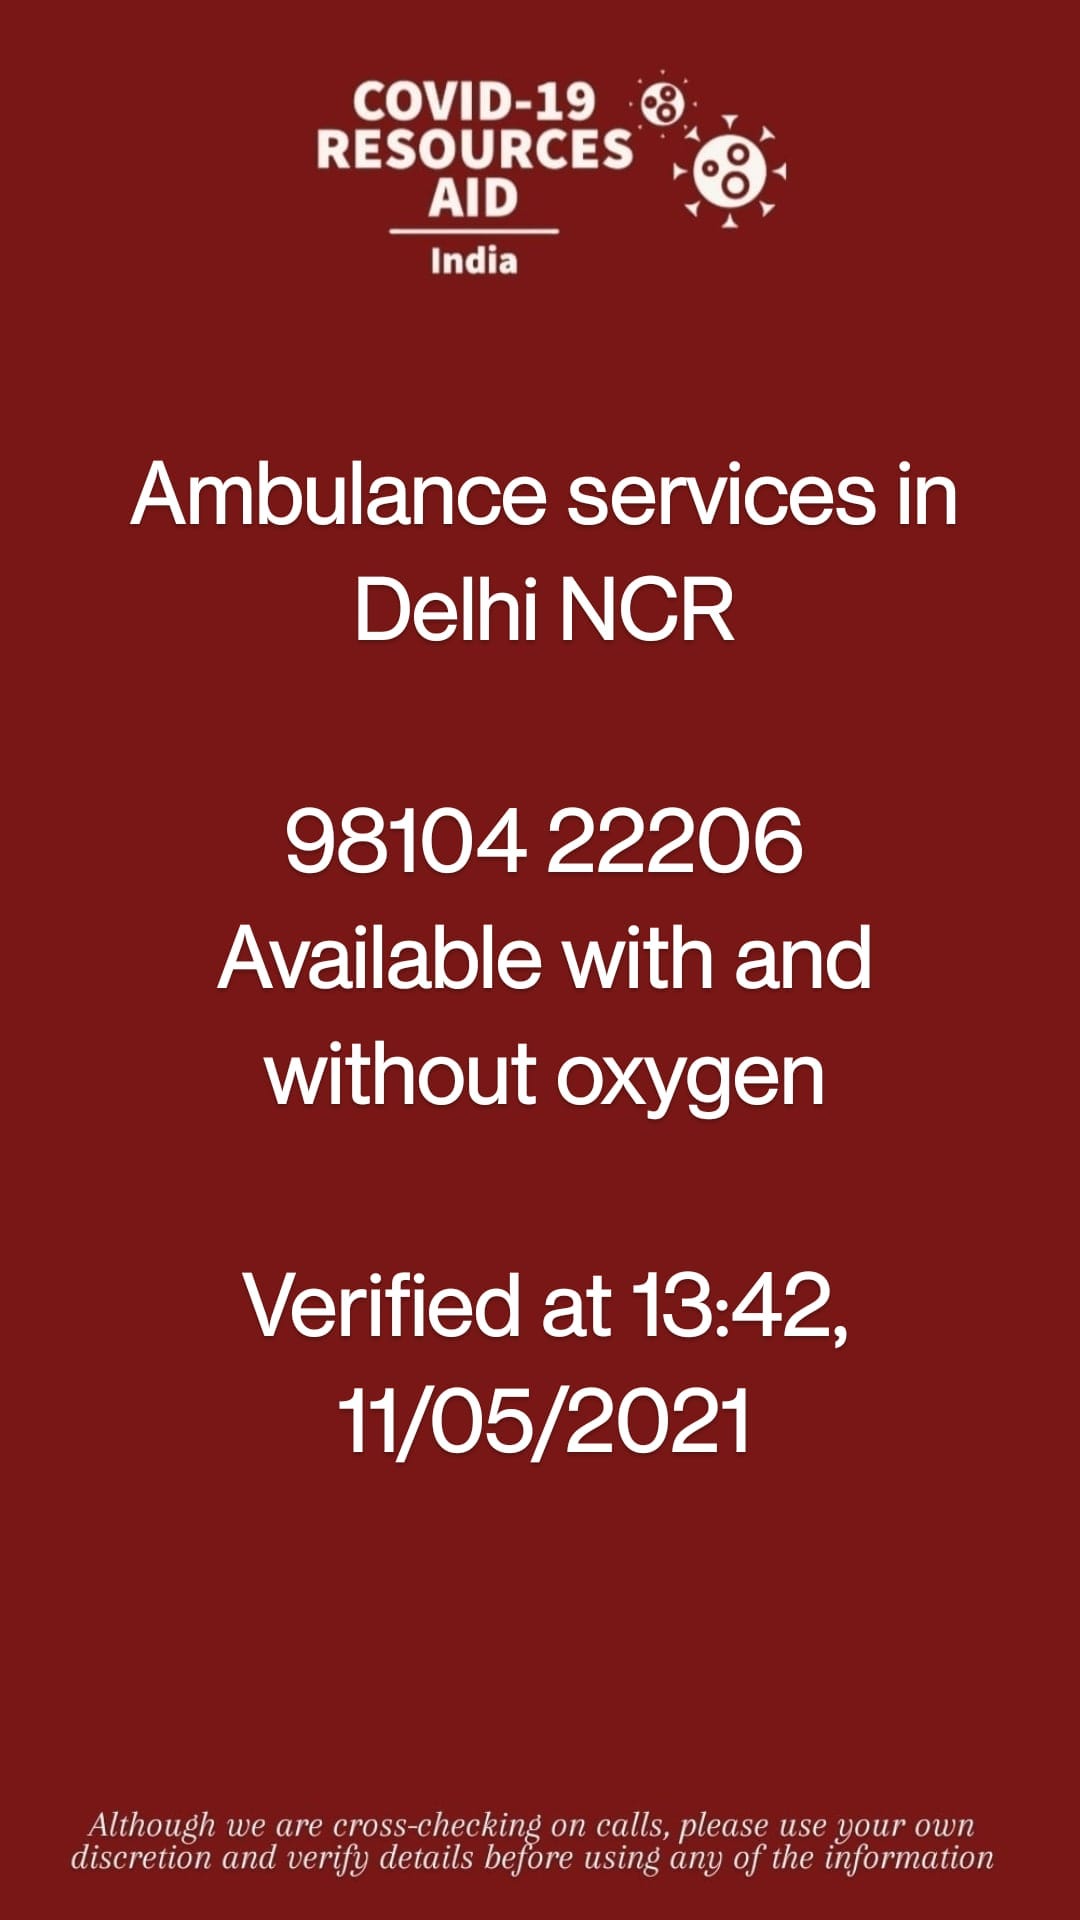 COVID-19
RESOURCES
AID
India
Ambulance services in
Delhi NCR
98104 22206
Available with and
without oxygen
Verified at 13:42,
11/05/2021
Although we are cross-checking on calls, please use your own
discretion and verify details before using any of the information